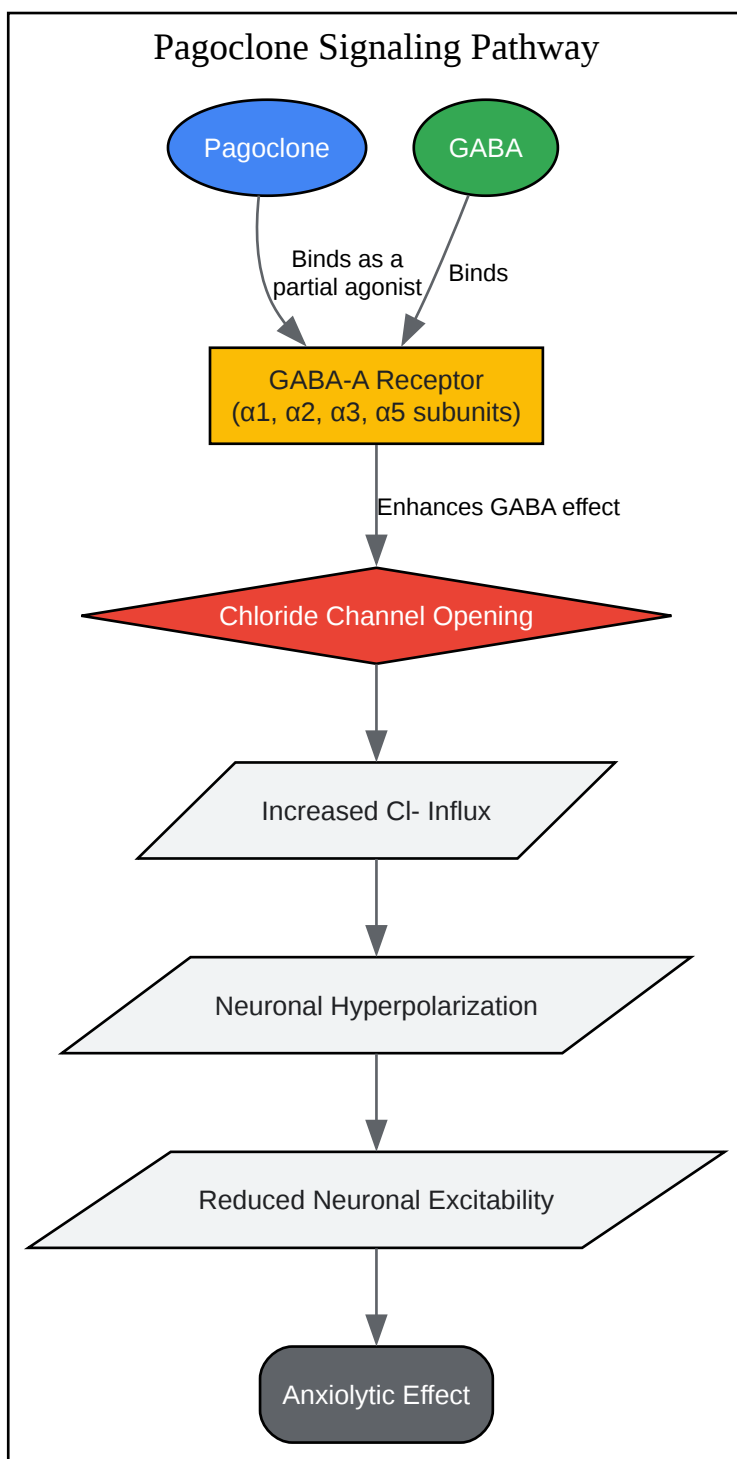 Pagoclone Signaling Pathway
Pagoclone
GABA
Binds as a
partial agonist
Binds
GABA-A Receptor
(α1, α2, α3, α5 subunits)
Enhances GABA effect
Chloride Channel Opening
Increased Cl- Influx
Neuronal Hyperpolarization
Reduced Neuronal Excitability
Anxiolytic Effect